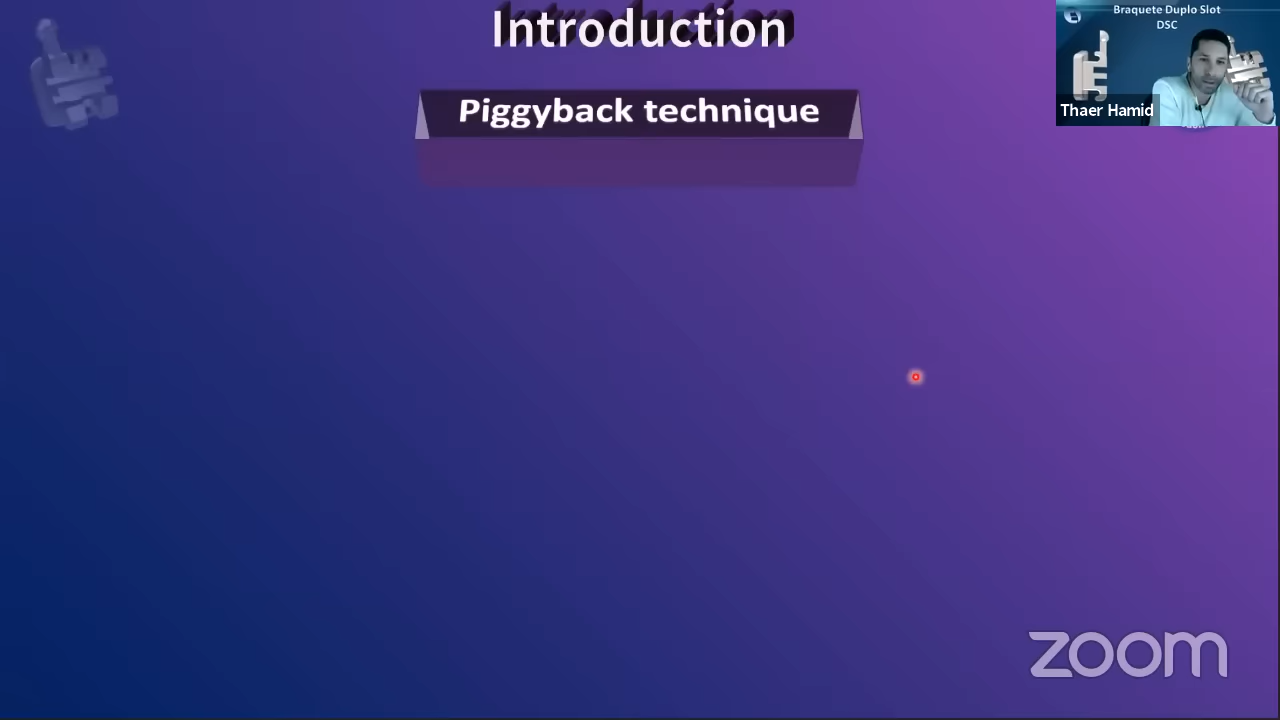 Introduction
Piggyback technique
Braquete Duplo Slot
DSC
Thaer Hamid
zoom